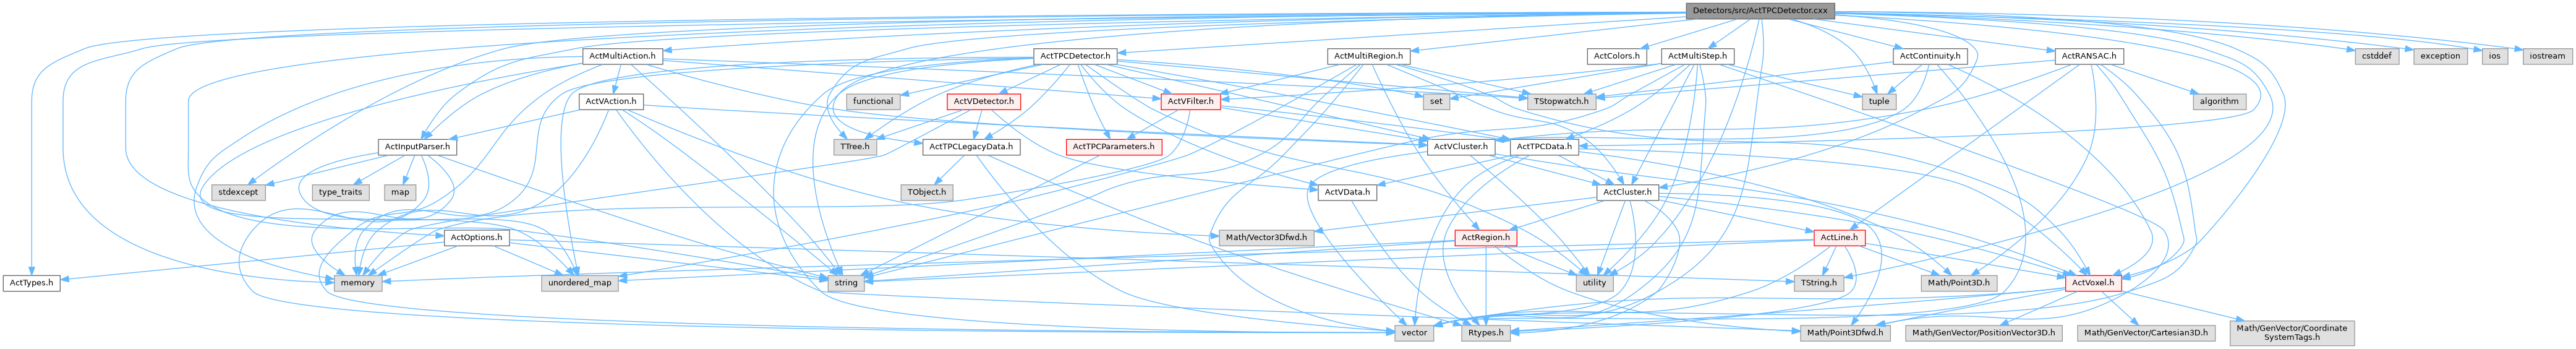 Detectors/src/ActTPCDetector.cxx
ActMultiAction.h
ActTPCDetector.h
ActMultiRegion.h
ActColors.h
ActMultiStep.h
ActContinuity.h
ActRANSAC.h
cstddef
exception
ios
iostream
ActVAction.h
functional
ActVDetector.h
ActVFilter.h
set
TStopwatch.h
tuple
algorithm
ActInputParser.h
TTree.h
ActTPCLegacyData.h
ActTPCParameters.h
ActVCluster.h
ActTPCData.h
stdexcept
type_traits
map
TObject.h
ActVData.h
ActCluster.h
ActOptions.h
Math/Vector3Dfwd.h
ActRegion.h
ActLine.h
ActTypes.h
memory
unordered_map
string
utility
TString.h
Math/Point3D.h
ActVoxel.h
vector
Rtypes.h
Math/Point3Dfwd.h
Math/GenVector/PositionVector3D.h
Math/GenVector/Cartesian3D.h
Math/GenVector/Coordinate
SystemTags.h